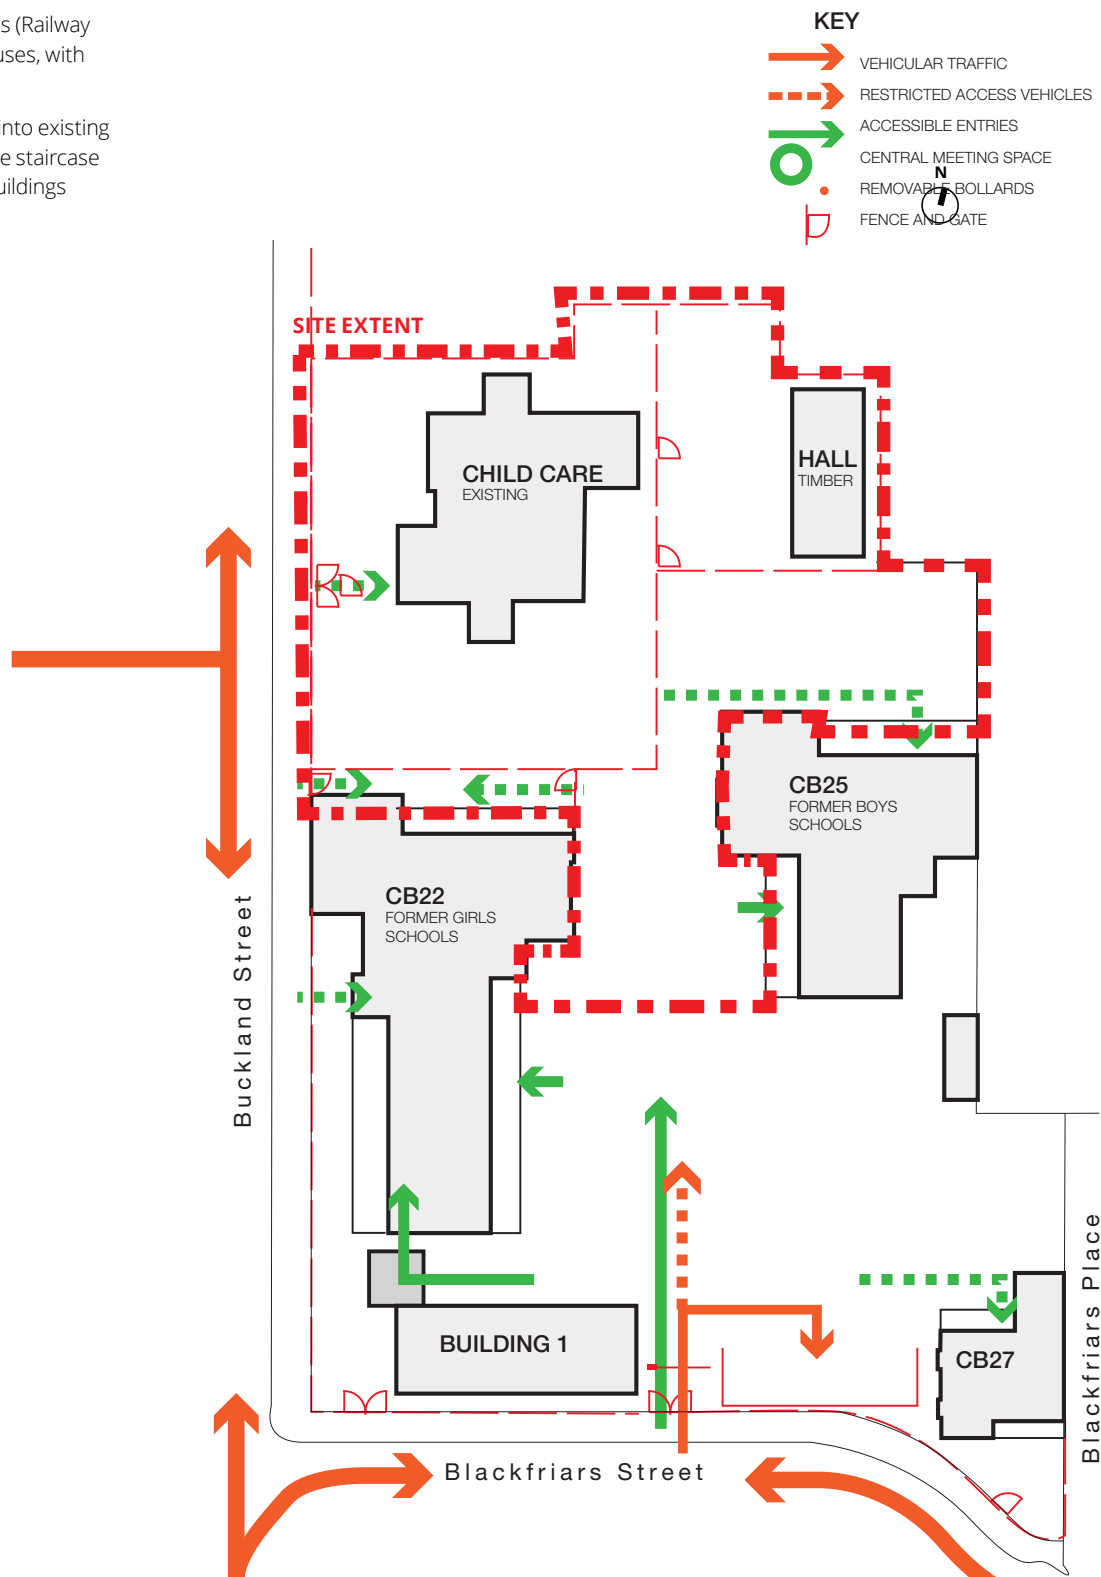 s (Railway
uses, with
into existing
e staircase
uildings
KEY
VEHICULAR TRAFFIC
RESTRICTED ACCESS VEHICLES
ACCESSIBLE ENTRIES
CENTRAL MEETING SPACE
N
REMOVABLE BOLLARDS
FENCE AND GATE
SITE EXTENT
CHILD CARE
EXISTING
HALL
TIMBER
CB25
FORMER BOYS
SCHOOLS
CB22
FORMER GIRLS
SCHOOLS
Buckland Street
BUILDING 1
CB27
Blackfriars Place
Blackfriars Street